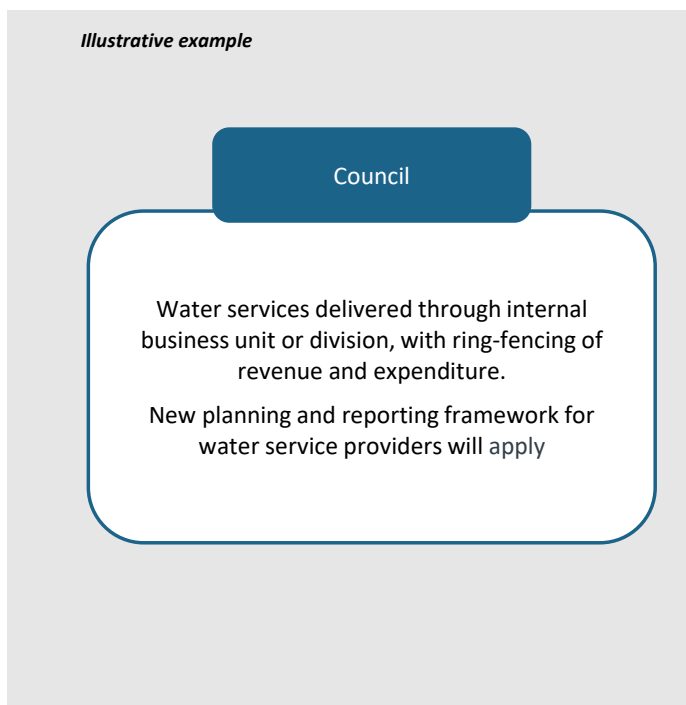 Illustrative example
Council
Water services delivered through internal
business unit or division, with ring-fencing of
revenue and expenditure.
New planning and reporting framework for
water service providers will apply